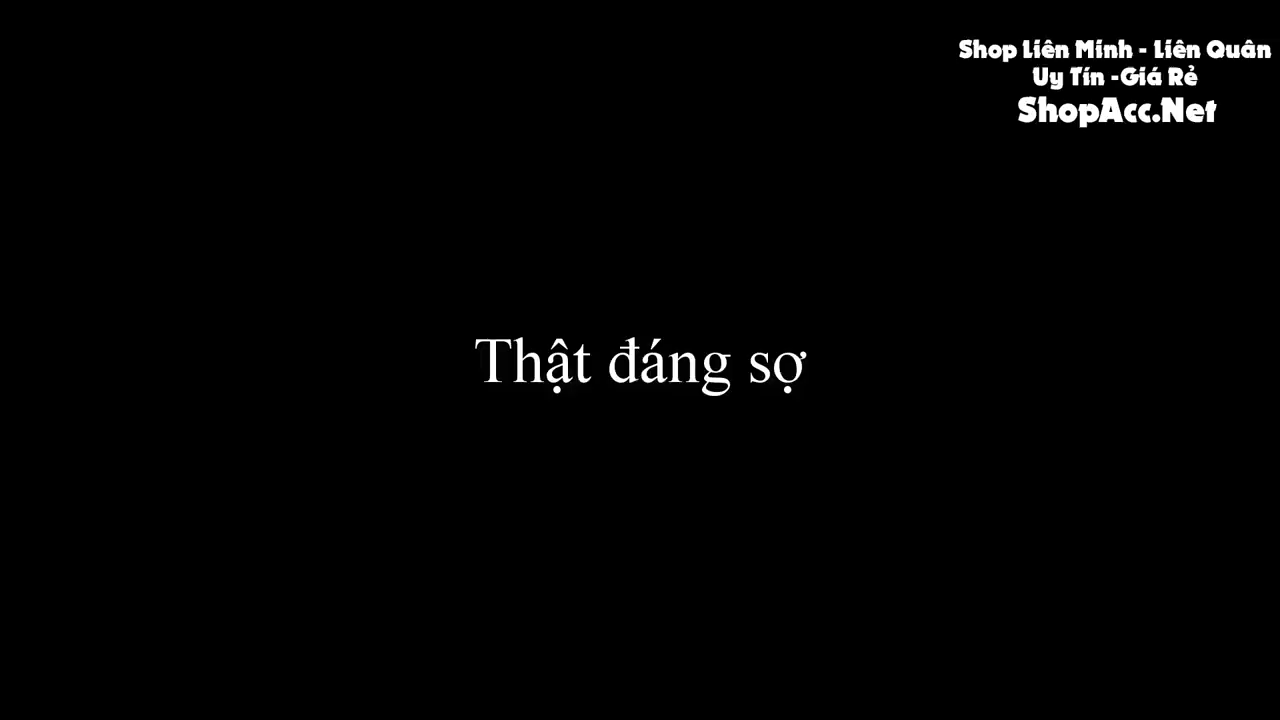 Shop Liên Minh - Liên Quân
Uy Tín -Giá Rẻ
ShopAcc.Net
Thật đáng sợ